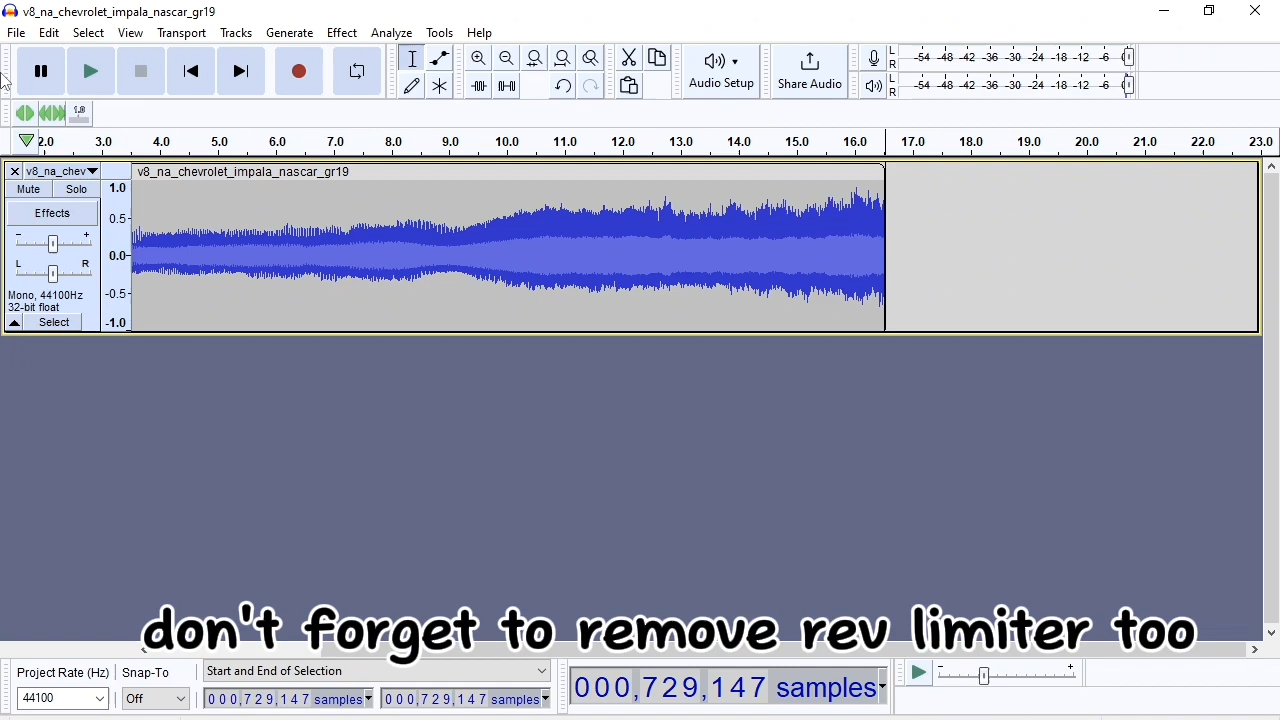 v8_na_chevrolet_impala_nascar_gr19
File Edit Select View Transport Tracks Generate Effect Analyze Tools Help
Audio Setup
Share Audio
L
R
-54 -48 -42 -36 -30 -24 -18 -12 -6
L
R
-54 -48 -42 -36 -30 -24 -18 -12 -6
1.0
2.0 3.0 4.0 5.0 6.0 7.0 8.0 9.0 10.0 11.0 12.0 13.0 14.0 15.0 16.0 17.0 18.0 19.0 20.0 21.0 22.0 23.0
v8_na_chev
v8_na_chevrolet_impala_nascar_gr19
Mute Solo
Effects
- +
L R
Mono, 44100Hz
32-bit float
Select
1.0
0.5
0.0
-0.5
-1.0
don't forget to remove rev limiter too
Project Rate (Hz) Snap-To
Start and End of Selection
44100 Off
000,729,147 samples
000,729,147 samples
000,729,147 samples
- +